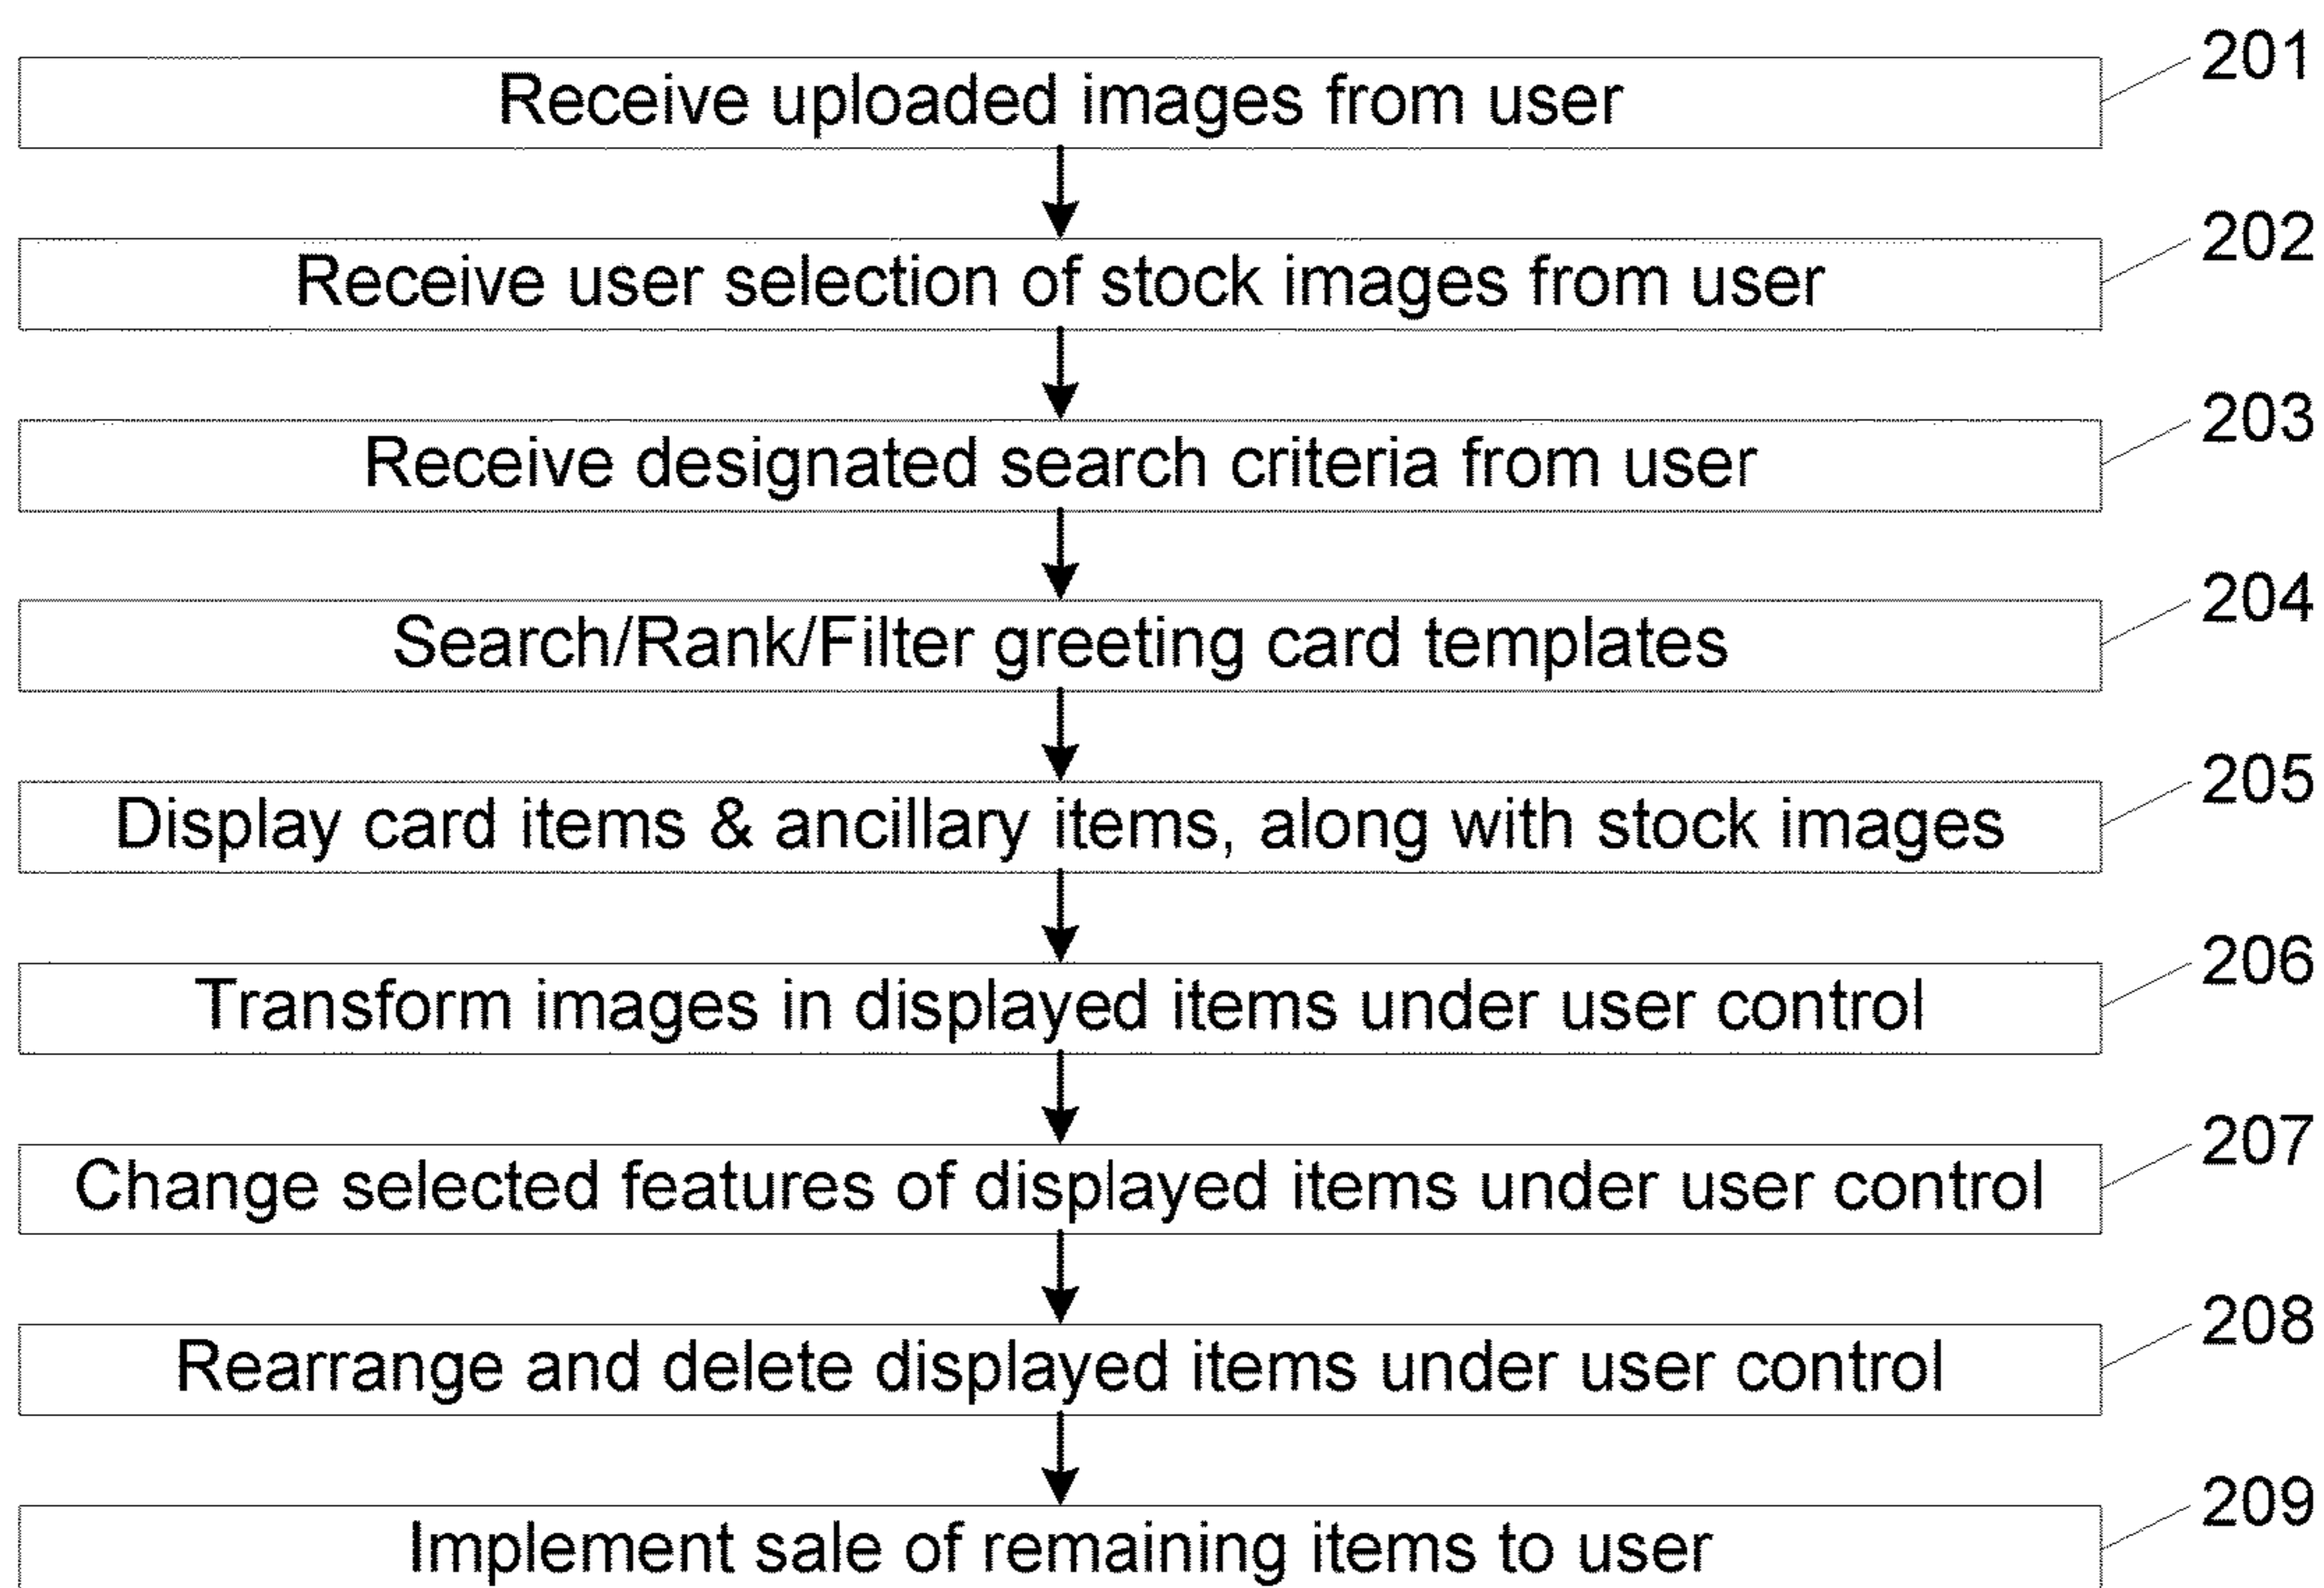 201
Receive uploaded images from user
202
Receive user selection of stock images from user
203
Receive designated search criteria from user
204
Search/Rank/Filter greeting card templates
205
Display card items & ancillary items, along with stock images
206
Transform images in displayed items under user control
207
Change selected features of displayed items under user control
208
Rearrange and delete displayed items under user control
209
Implement sale of remaining items to user